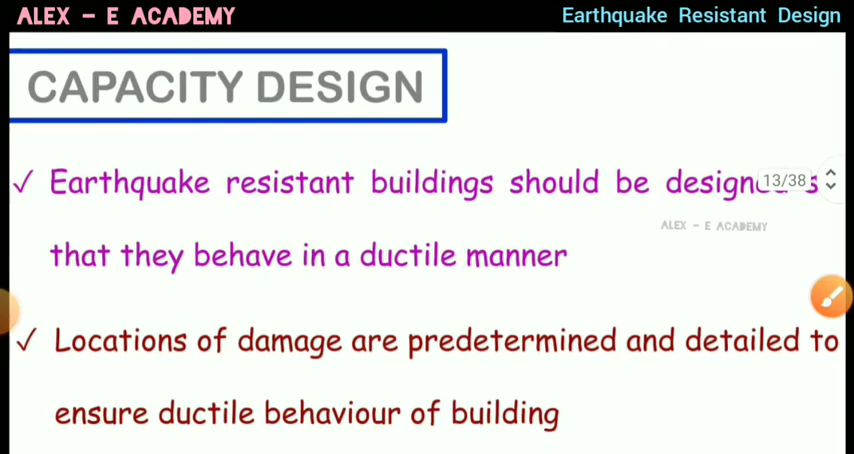 ALEX - E ACADEMY
Earthquake Resistant Design
CAPACITY DESIGN
✓ Earthquake resistant buildings should be
13/38
ALEX - E ACADEMY
that they behave in a ductile manner
✓ Locations of damage are predetermined and detailed to
ensure ductile behaviour of building